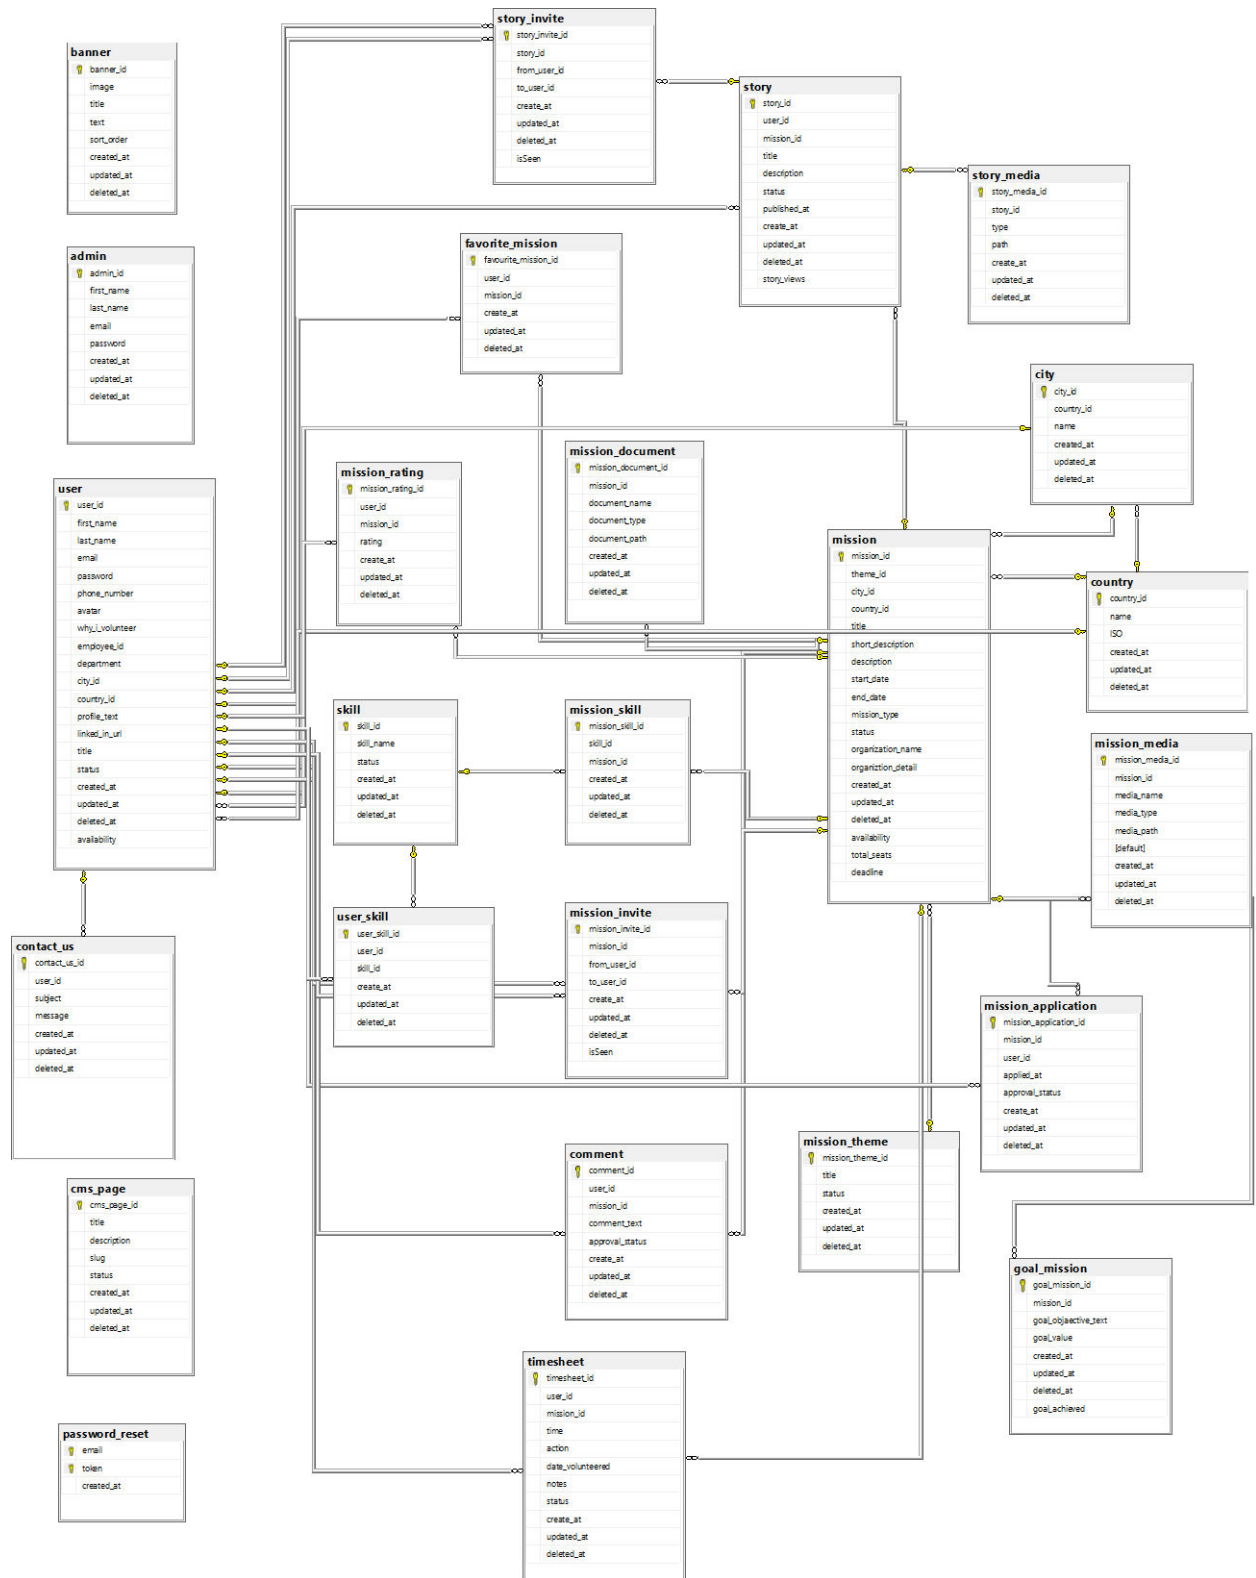 story_invite
story_invite_id
story_id
from_user_id
to_user_id
create_at
updated_at
deleted_at
isSeen
banner
banner_id
image
title
text
sort_order
created_at
updated_at
deleted_at
story
story_id
user_id
mission_id
title
description
status
published_at
create_at
updated_at
deleted_at
story_views
story_media
story_media_id
story_id
type
path
create_at
updated_at
deleted_at
admin
admin_id
first_name
last_name
email
password
created_at
updated_at
deleted_at
favorite_mission
favourite_mission_id
user_id
mission_id
create_at
updated_at
deleted_at
city
city_id
country_id
name
created_at
updated_at
deleted_at
mission_document
mission_document_id
mission_id
document_name
document_type
document_path
created_at
updated_at
deleted_at
mission_rating
mission_rating_id
user_id
mission_id
rating
create_at
updated_at
deleted_at
user
user_id
first_name
last_name
email
password
phone_number
avatar
why_i_volunteer
employee_id
department
city_id
country_id
profile_text
linked_in_url
title
status
created_at
updated_at
deleted_at
availability
mission
mission_id
theme_id
city_id
country_id
title
short_description
description
start_date
end_date
mission_type
status
organization_name
organiztion_detail
created_at
updated_at
deleted_at
availability
total_seats
deadline
country
country_id
name
ISO
created_at
updated_at
deleted_at
skill
skill_id
skill_name
status
created_at
updated_at
deleted_at
mission_skill
mission_skill_id
skill_id
mission_id
created_at
updated_at
deleted_at
mission_media
mission_media_id
mission_id
media_name
media_type
media_path
[default]
created_at
updated_at
deleted_at
user_skill
user_skill_id
user_id
skill_id
create_at
updated_at
deleted_at
mission_invite
mission_invite_id
mission_id
from_user_id
to_user_id
create_at
updated_at
deleted_at
isSeen
contact_us
contact_us_id
user_id
subject
message
created_at
updated_at
deleted_at
mission_application
mission_application_id
mission_id
user_id
applied_at
approval_status
create_at
updated_at
deleted_at
mission_theme
mission_theme_id
title
status
created_at
updated_at
deleted_at
comment
comment_id
user_id
mission_id
comment_text
approval_status
create_at
updated_at
deleted_at
cms_page
cms_page_id
title
description
slug
status
created_at
updated_at
deleted_at
goal_mission
goal_mission_id
mission_id
goal_objaective_text
goal_value
created_at
updated_at
deleted_at
goal_achieved
timesheet
timesheet_id
user_id
mission_id
time
action
date_volunteered
notes
status
create_at
updated_at
deleted_at
password_reset
email
token
created_at